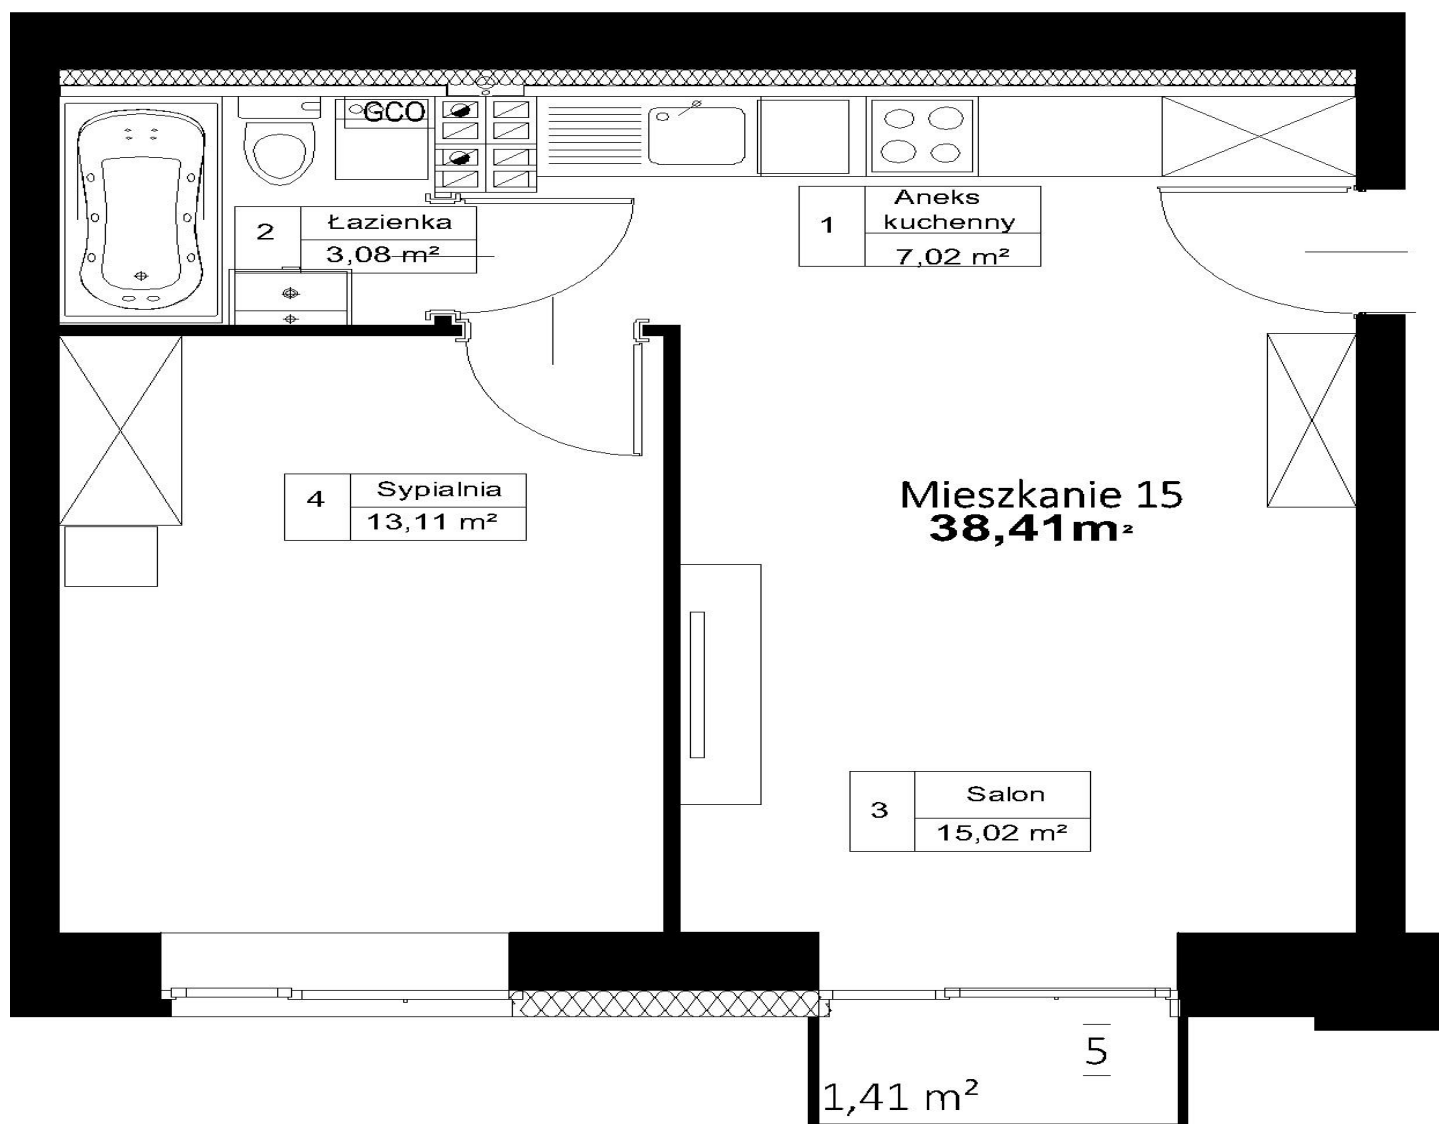 GCO
2
Łazienka
3,08 m²
1
Aneks
kuchenny
7,02 m²
4
Sypialnia
13,11 m²
Mieszkanie 15
38,41m²
3
Salon
15,02 m²
5
1,41 m²